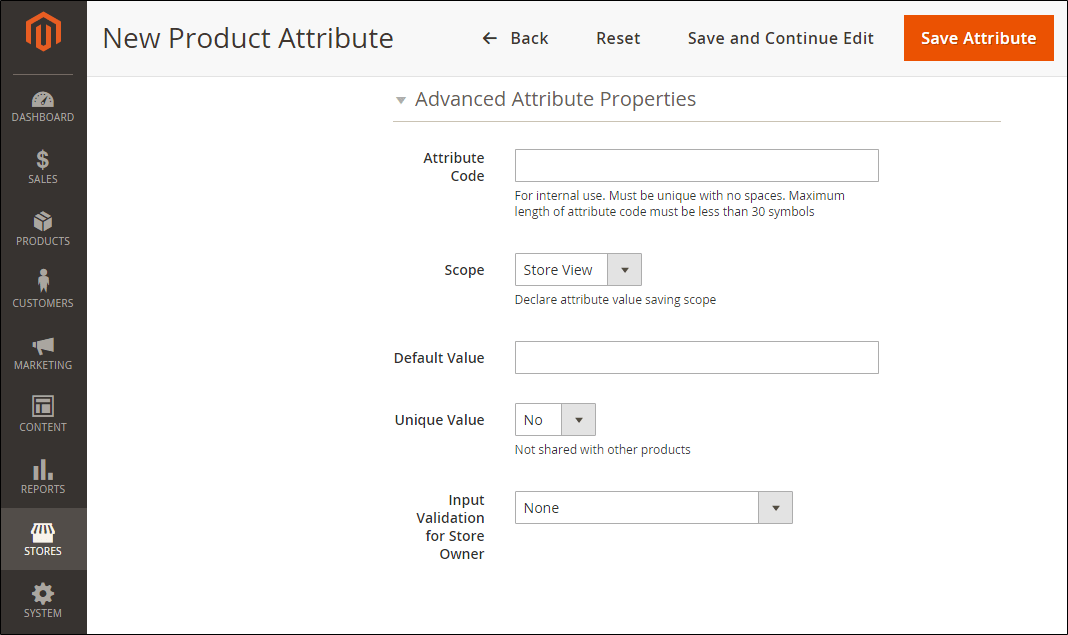 New Product Attribute
Back
Reset
Save and Continue Edit
Save Attribute
DASHBOARD
SALES
PRODUCTS
CUSTOMERS
MARKETING
CONTENT
REPORTS
STORES
SYSTEM
Advanced Attribute Properties
Attribute
Code
For internal use. Must be unique with no spaces. Maximum
length of attribute code must be less than 30 symbols
Scope
Store View
Declare attribute value saving scope
Default Value
Unique Value
No
Not shared with other products
Input
Validation
for Store
Owner
None